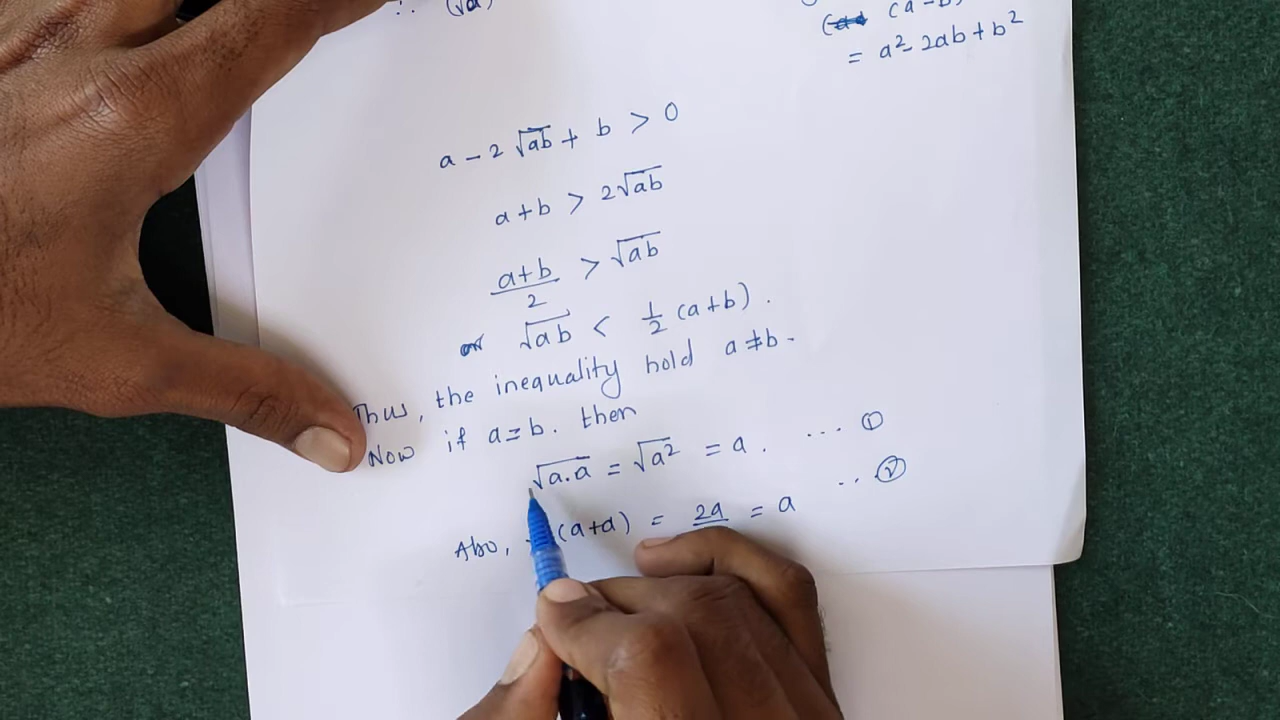 ∴ (√a)
(a-b)
= a² - 2ab + b²
a - 2 √ab + b > 0
a + b > 2√ab
a+b/2 > √ab
or √ab < 1/2 (a+b).
Thus, the inequality hold a ≠ b.
Now if a = b. then
√a.a = √a² = a. ... ①
Also, (a+a) = 2a = a ..